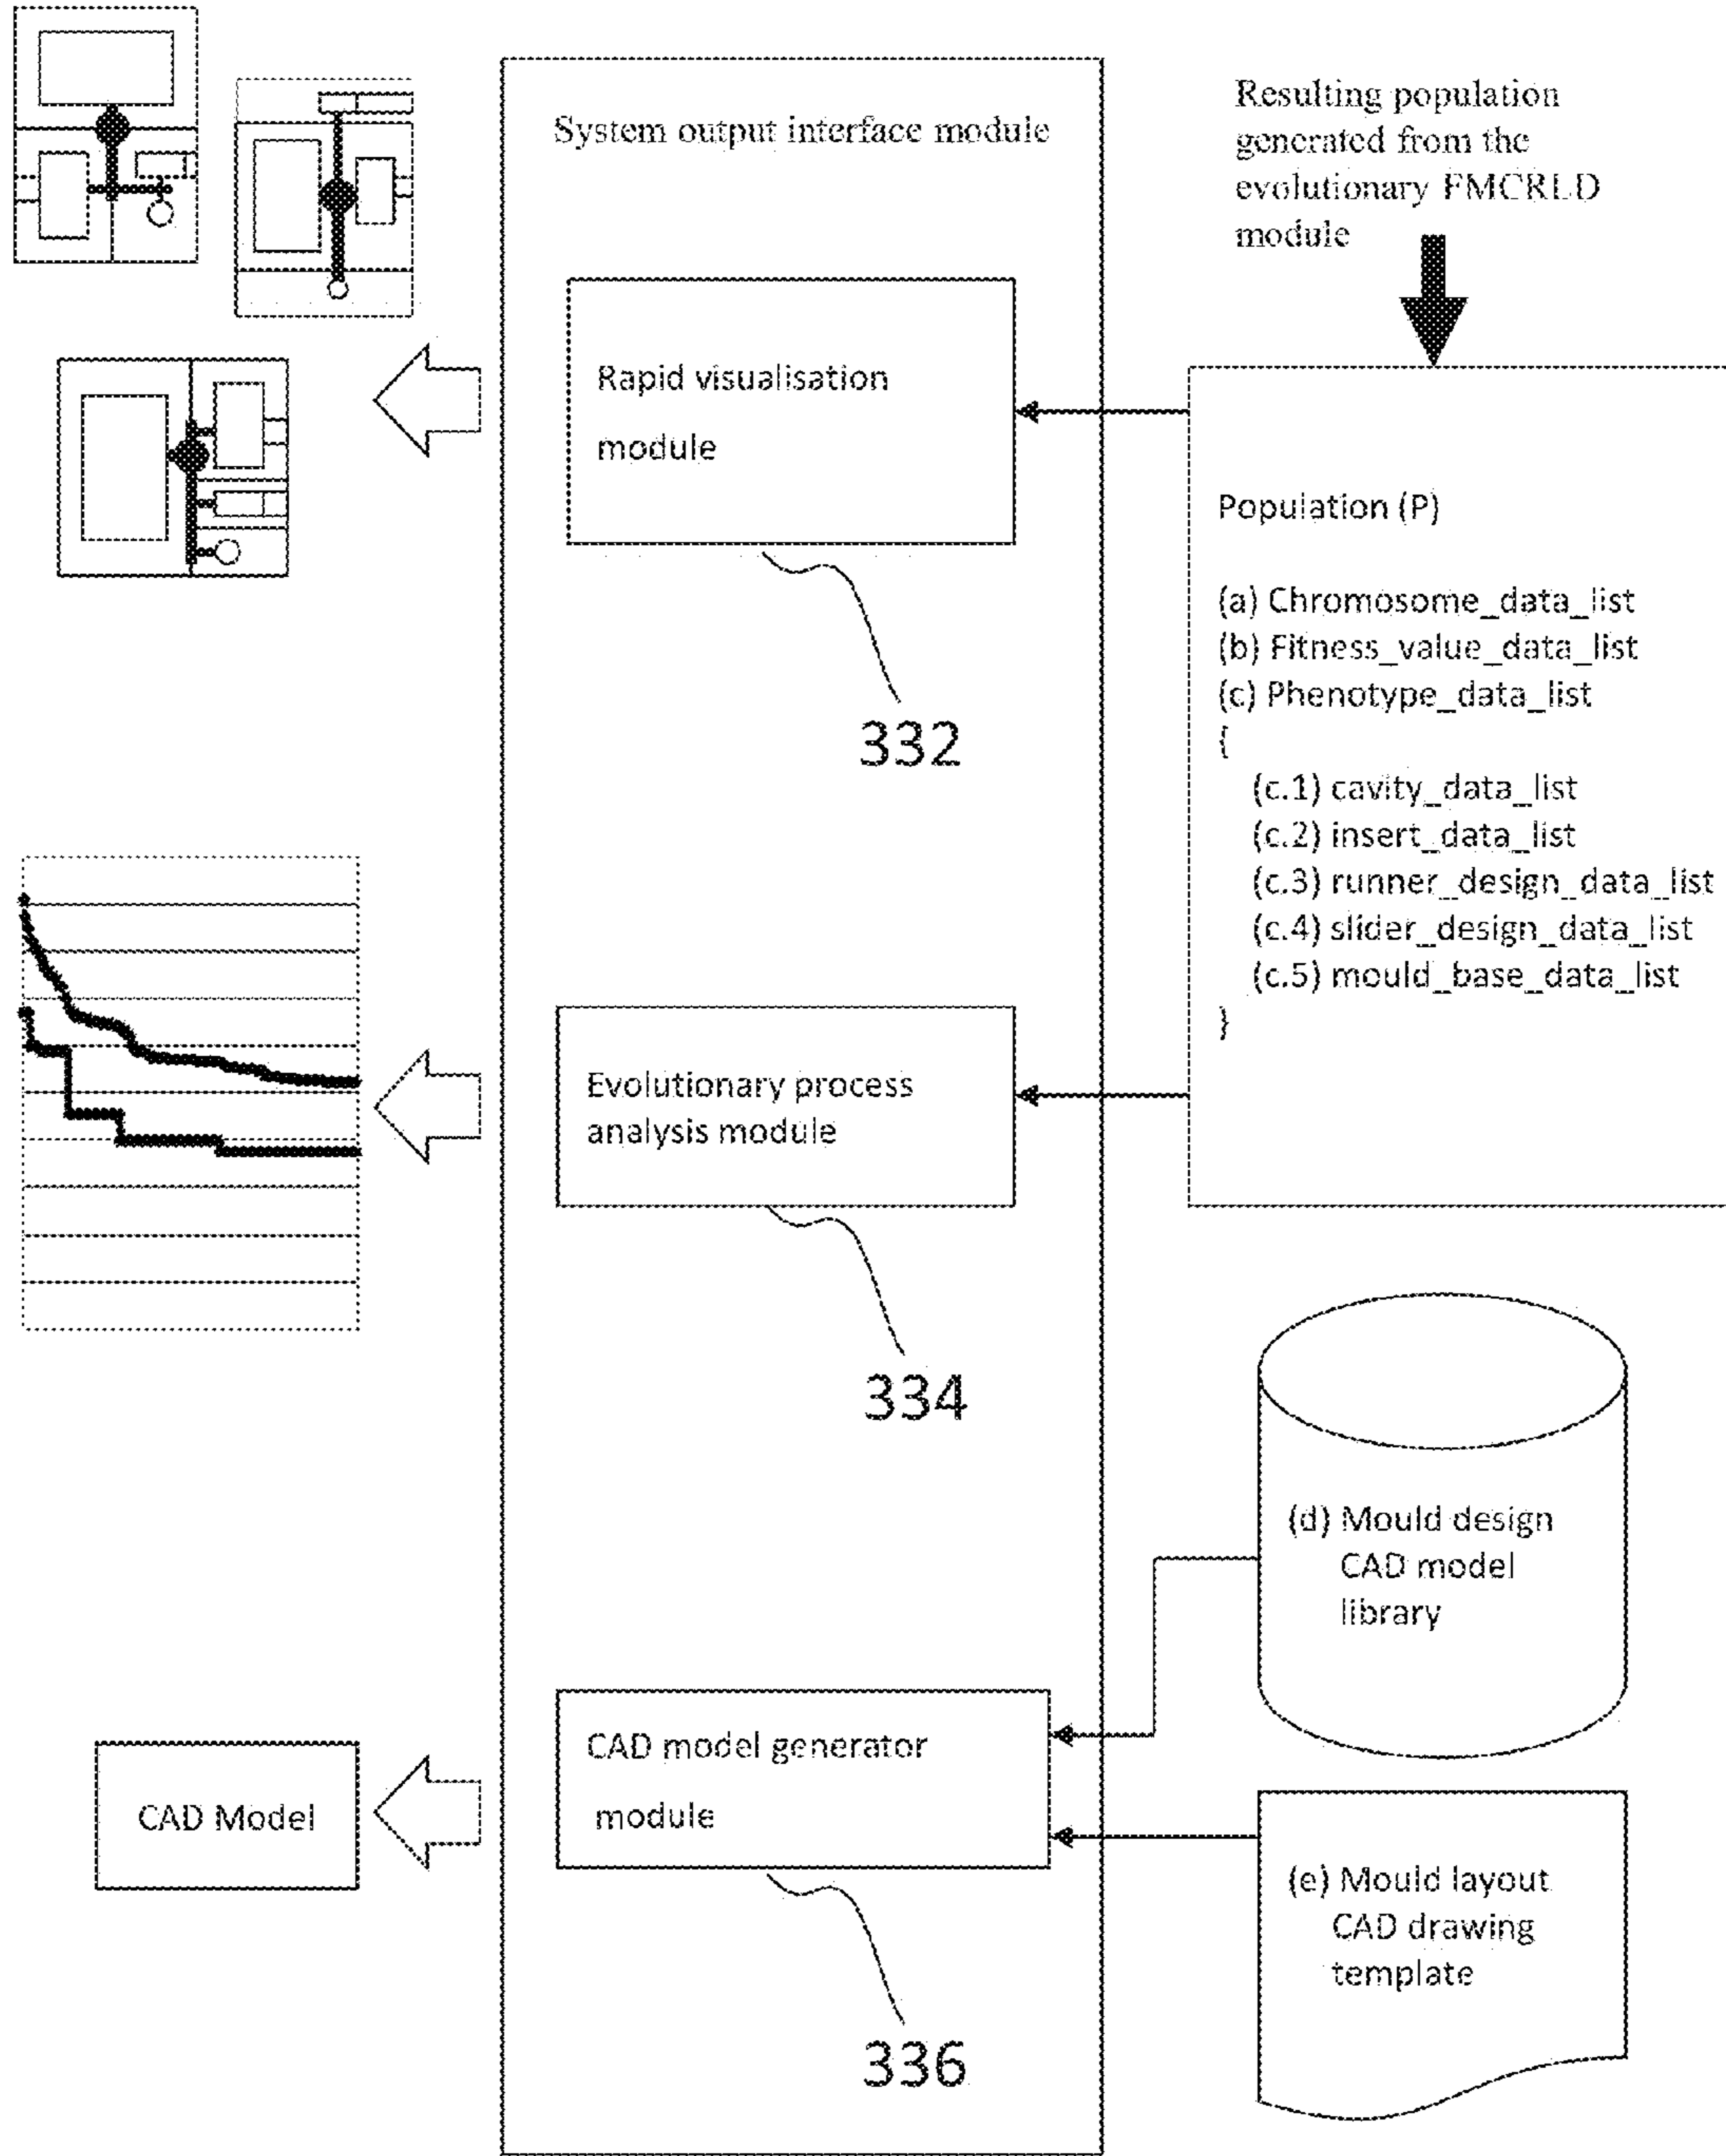 System output interface module
Resulting population
generated from the
evolutionary FMCRLD
module
Rapid visualisation
module
332
Population (P)
(a) Chromosome_data_list
(b) Fitness_value_data_list
(c) Phenotype_data_list
{
(c.1) cavity_data_list
(c.2) insert_data_list
(c.3) runner_design_data_list
(c.4) slider_design_data_list
(c.5) mould_base_data_list
}
Evolutionary process
analysis module
334
(d) Mould design
CAD model
library
CAD model generator
module
336
CAD Model
(e) Mould layout
CAD drawing
template